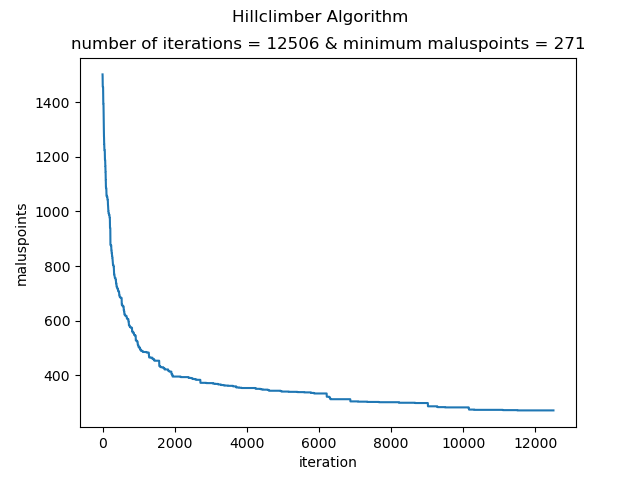 Hillclimber Algorithm
number of iterations = 12506 & minimum maluspoints = 271
maluspoints
1400
1200
1000
800
600
400
0 2000 4000 6000 8000 10000 12000
iteration